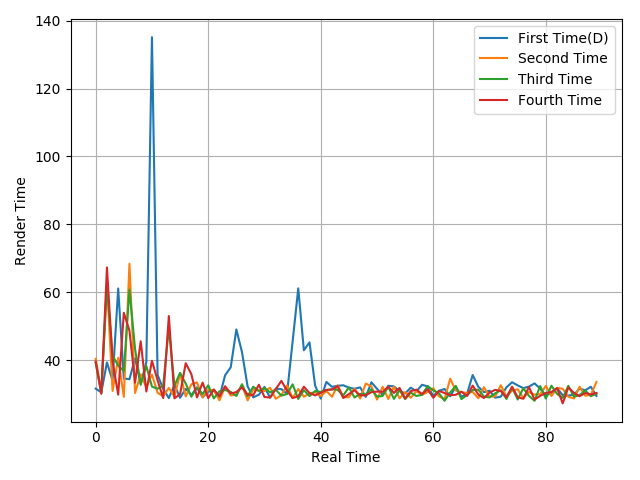 140
120
100
80
60
40
0
20
40
60
80
Render Time
Real Time
First Time(D)
Second Time
Third Time
Fourth Time